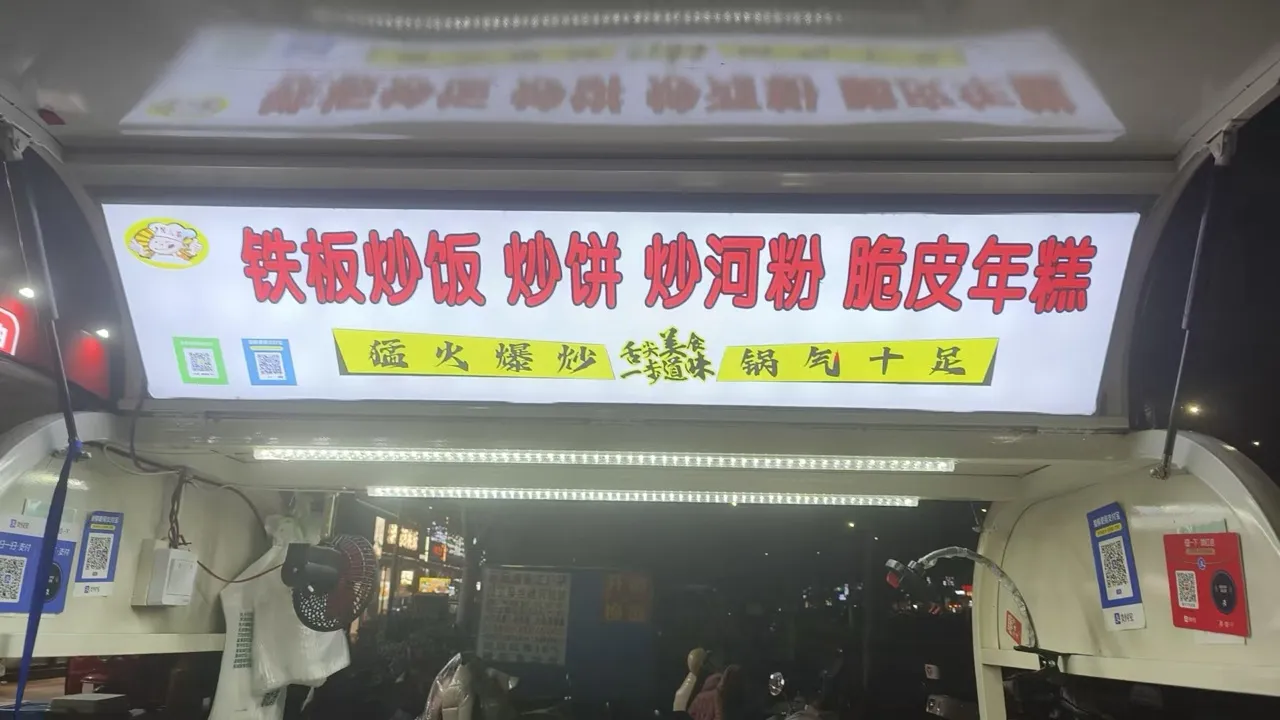 铁板炒饭 炒饼 炒河粉 脆皮年糕
猛火爆炒
舌尖美食
一步道味
锅气十足